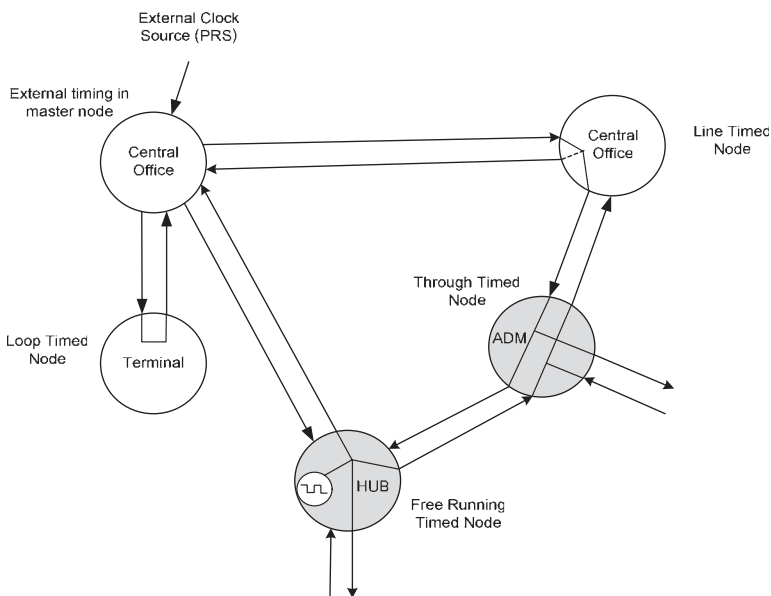 External Clock
Source (PRS)
External timing in
master node
Central
Office
Central
Office
Line Timed
Node
Through Timed
Node
ADM
Loop Timed
Node
Terminal
HUB
Free Running
Timed Node